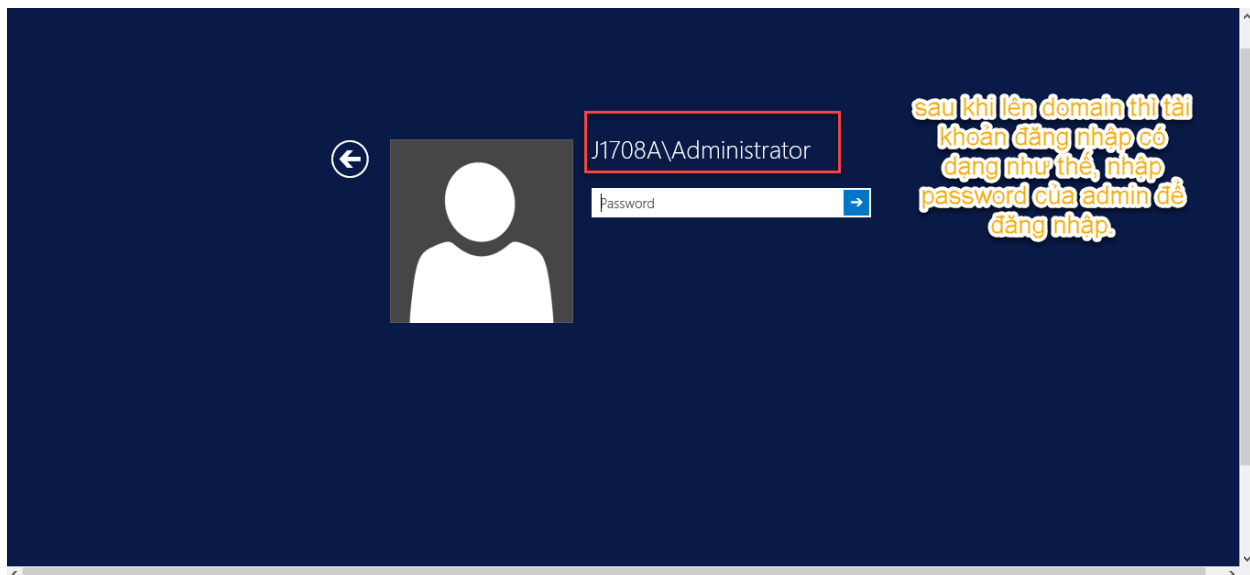 J1708A\Administrator
Password
sau khi lên domain thì tài
khoản đăng nhập có
dạng như thế, nhập
password của admin để
đăng nhập.